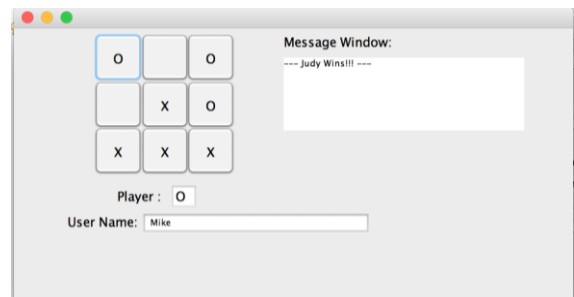 Message Window:
--- Judy Wins!!! ---
O O
X O
X X X
Player : O
User Name: Mike